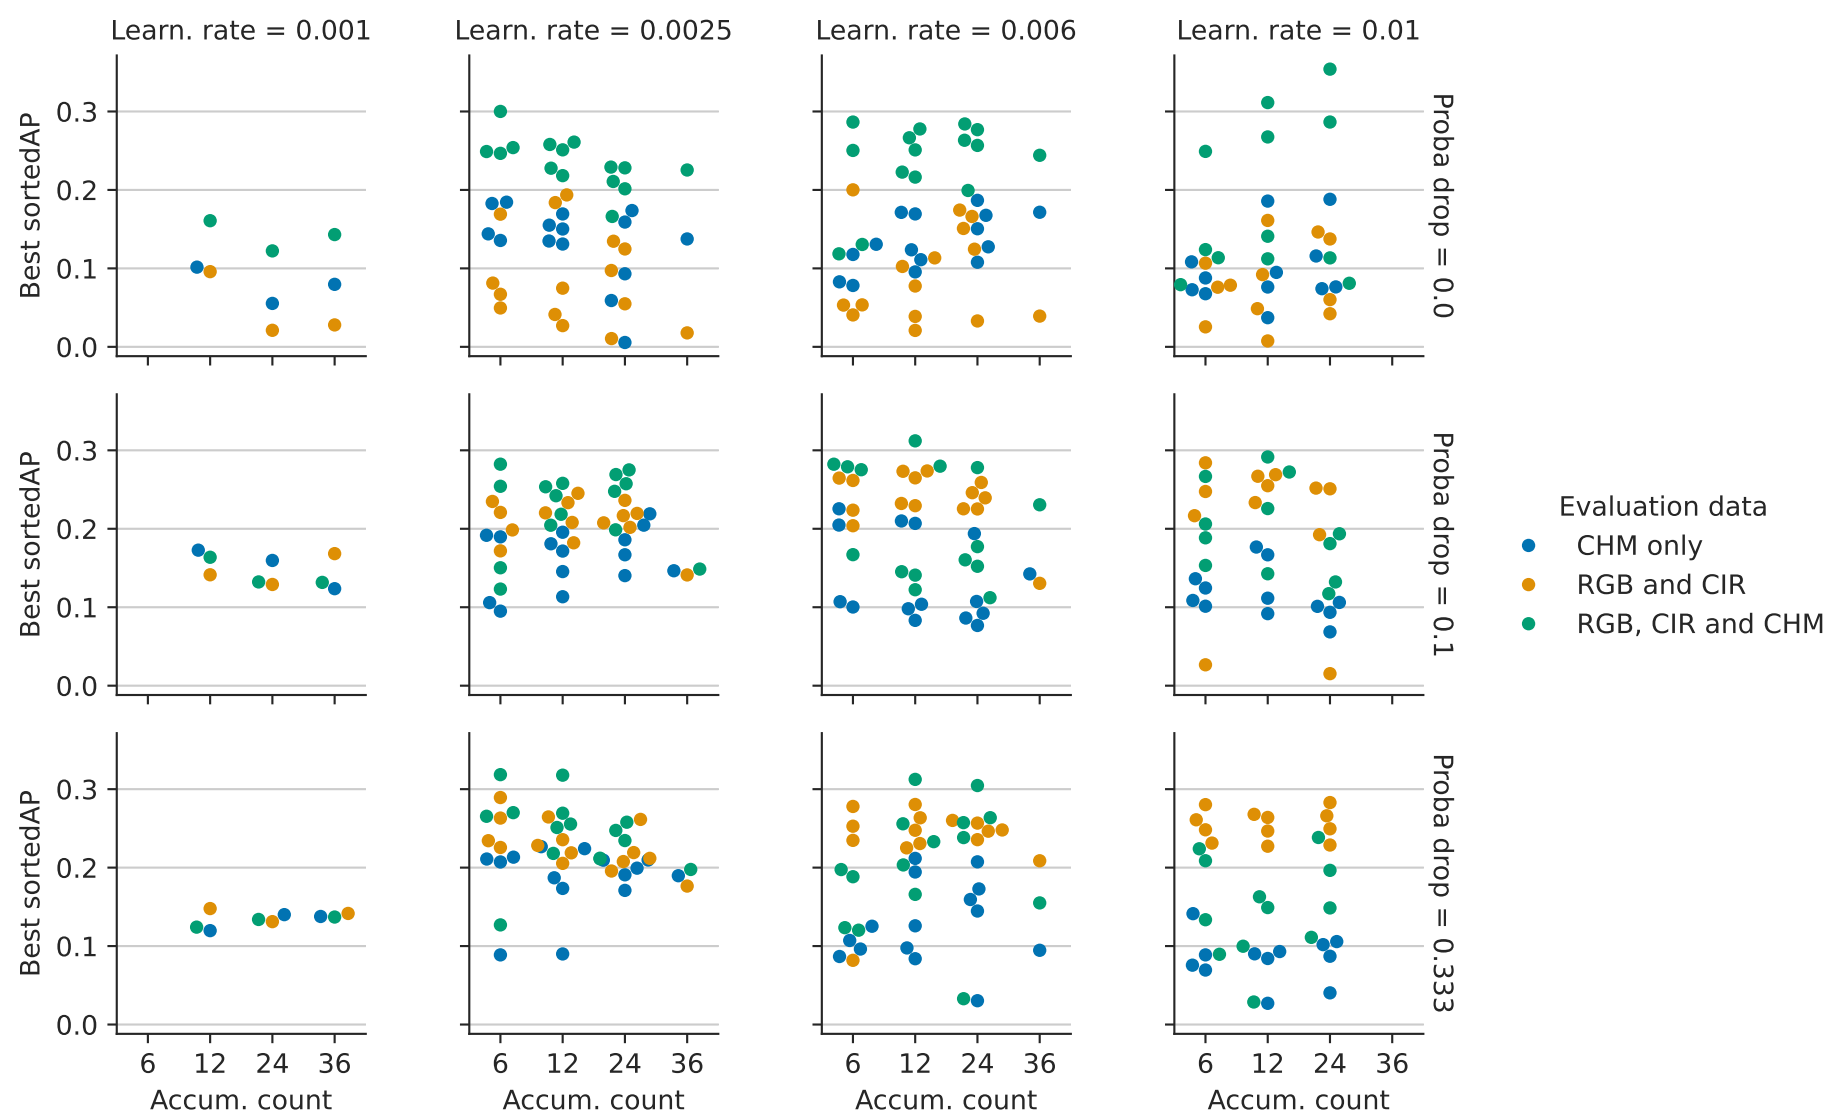 Learn. rate = 0.001
Learn. rate = 0.0025
Learn. rate = 0.006
Learn. rate = 0.01
Best sortedAP
0.3
0.2
0.1
0.0
Proba drop = 0.0
Best sortedAP
0.3
0.2
0.1
0.0
Proba drop = 0.1
Evaluation data
CHM only
RGB and CIR
RGB, CIR and CHM
Best sortedAP
0.3
0.2
0.1
0.0
Proba drop = 0.333
6 12 24 36
6 12 24 36
6 12 24 36
6 12 24 36
Accum. count
Accum. count
Accum. count
Accum. count